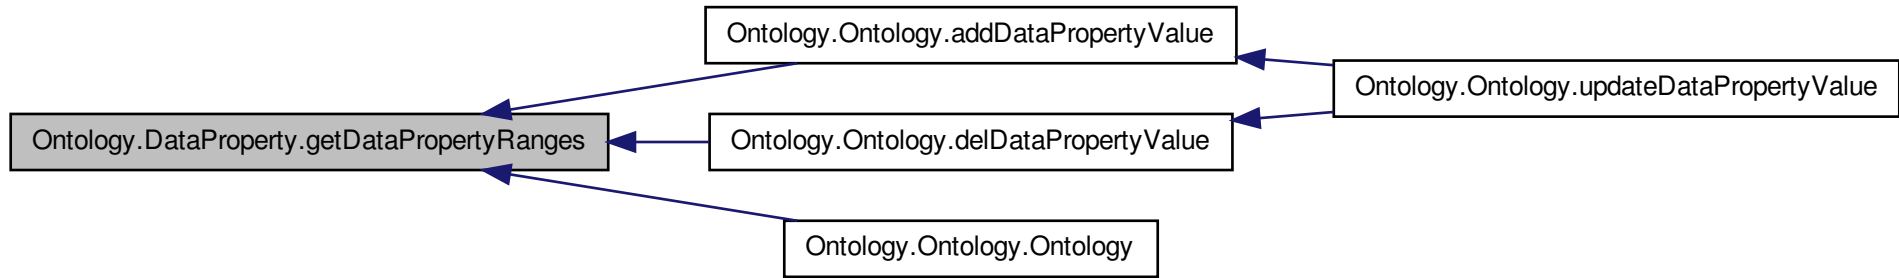 Ontology.Ontology.addDataPropertyValue
Ontology.Ontology.updateDataPropertyValue
Ontology.DataProperty.getDataPropertyRanges
Ontology.Ontology.delDataPropertyValue
Ontology.Ontology.Ontology